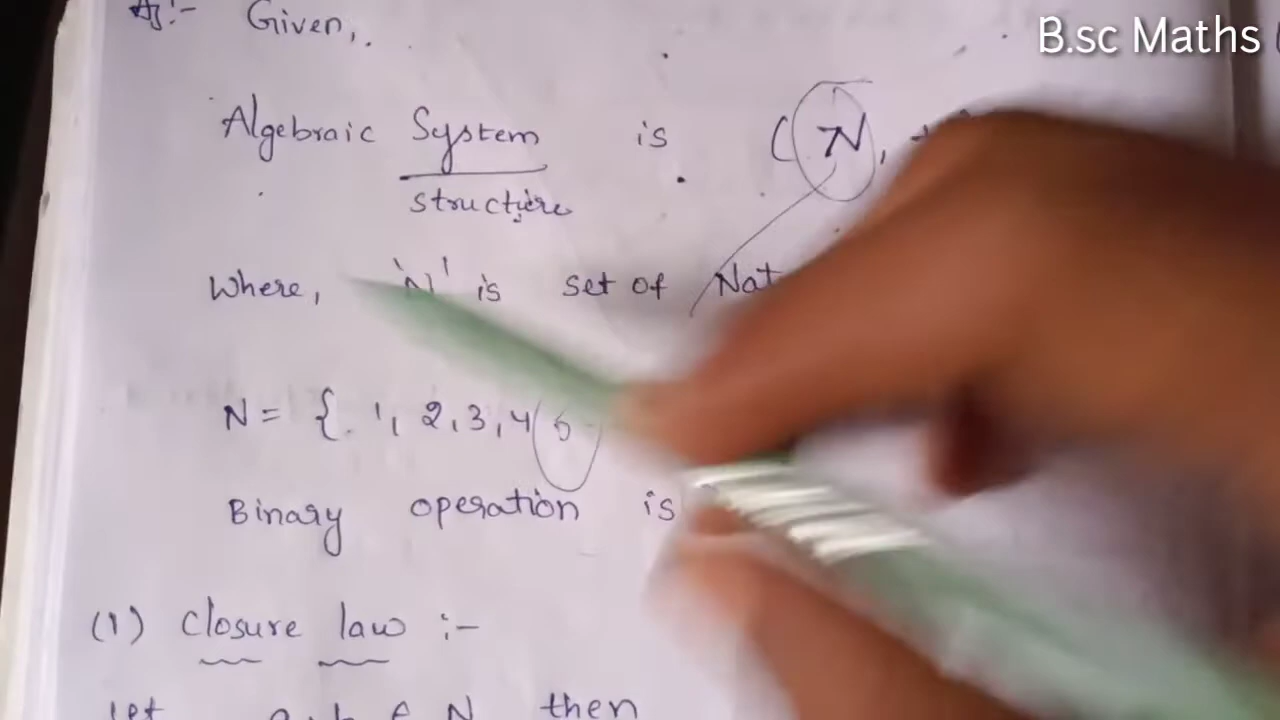 B.sc Maths
Given,
Algebraic System is (N,
structure
Where, 'N' is set of Nat
N = { 1, 2, 3, 4
Binary operation is
(1) closure law :-
Let a, b ∈ N then